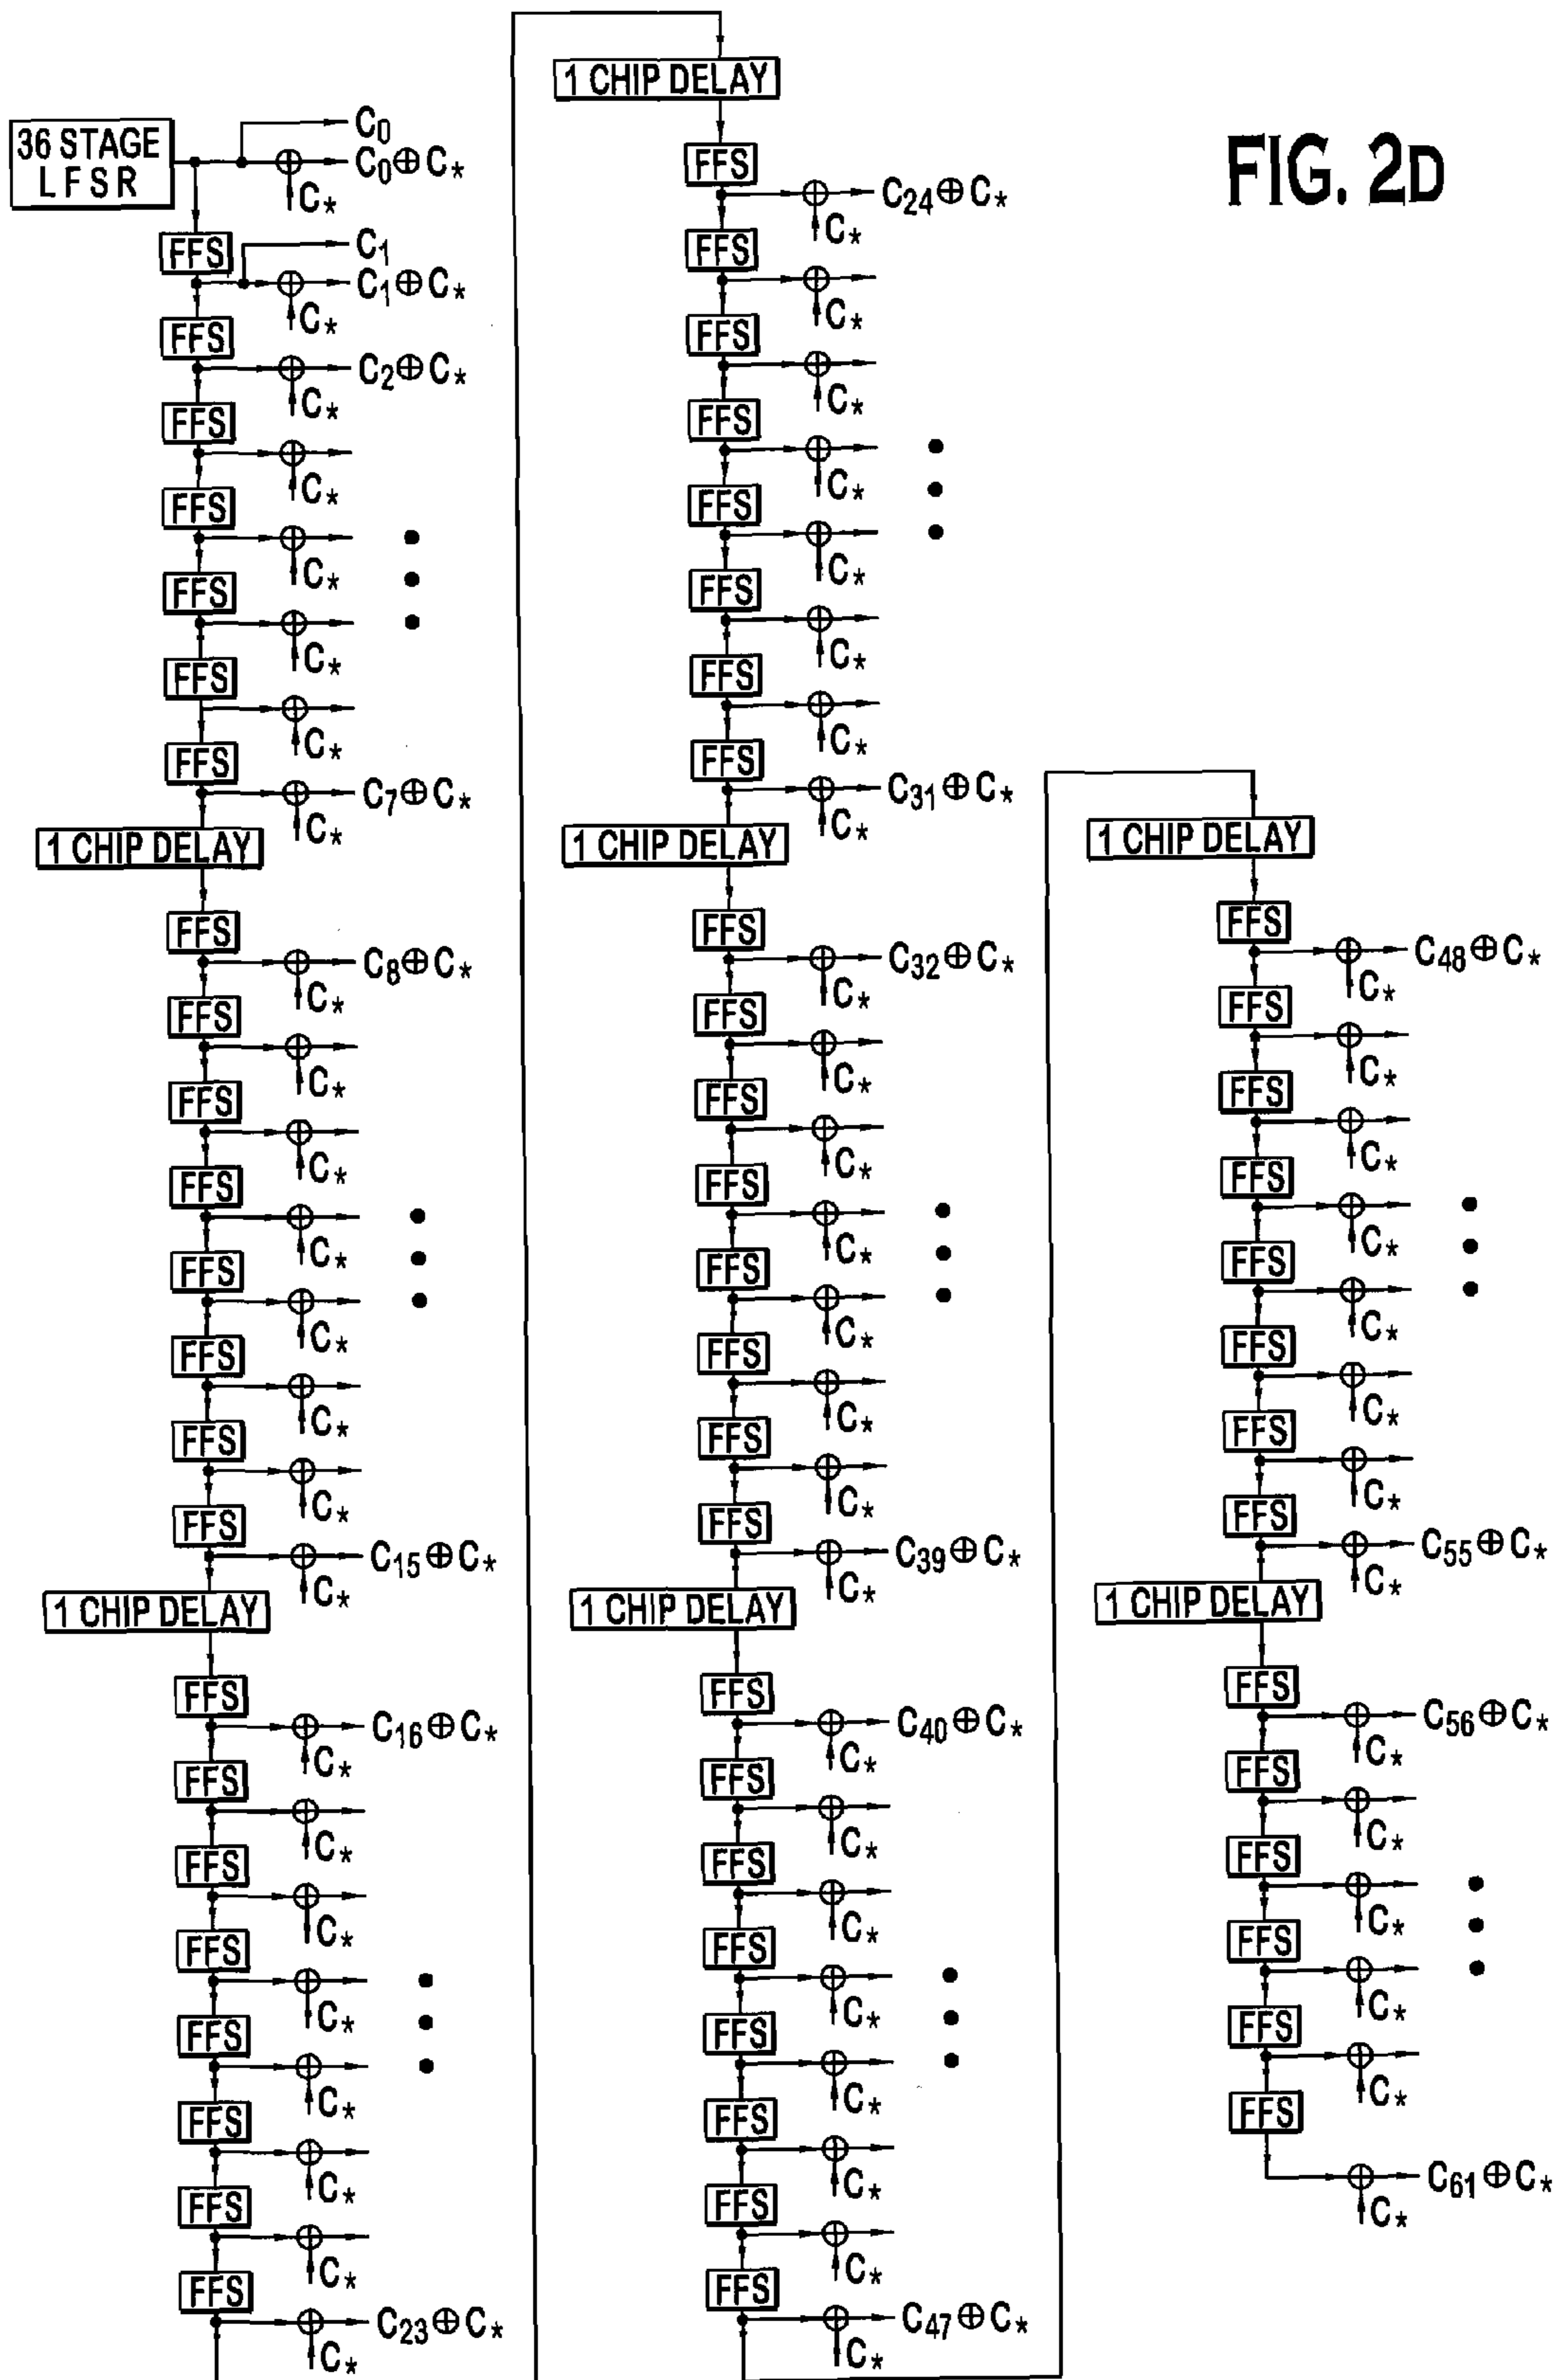 FIG. 2D
36 STAGE
LFSR
C₀
C₀⊕C*
C*
FFS
C₁
C₁⊕C*
C*
FFS
C₂⊕C*
C*
FFS
C*
FFS
C*
FFS
C*
FFS
C*
FFS
C₇⊕C*
C*
1 CHIP DELAY
FFS
C₈⊕C*
C*
FFS
C*
FFS
C*
FFS
C*
FFS
C*
FFS
C*
FFS
C*
FFS
C₁₅⊕C*
C*
1 CHIP DELAY
FFS
C₁₆⊕C*
C*
FFS
C*
FFS
C*
FFS
C*
FFS
C*
FFS
C*
FFS
C*
FFS
C₂₃⊕C*
C*
1 CHIP DELAY
FFS
C₂₄⊕C*
C*
FFS
C*
FFS
C*
FFS
C*
FFS
C*
FFS
C*
FFS
C*
FFS
C₃₁⊕C*
C*
1 CHIP DELAY
FFS
C₃₂⊕C*
C*
FFS
C*
FFS
C*
FFS
C*
FFS
C*
FFS
C*
FFS
C*
FFS
C₃₉⊕C*
C*
1 CHIP DELAY
FFS
C₄₀⊕C*
C*
FFS
C*
FFS
C*
FFS
C*
FFS
C*
FFS
C*
FFS
C*
FFS
C₄₇⊕C*
C*
1 CHIP DELAY
FFS
C₄₈⊕C*
C*
FFS
C*
FFS
C*
FFS
C*
FFS
C*
FFS
C*
FFS
C*
FFS
C₅₅⊕C*
C*
1 CHIP DELAY
FFS
C₅₆⊕C*
C*
FFS
C*
FFS
C*
FFS
C*
FFS
C*
FFS
C₆₁⊕C*
C*